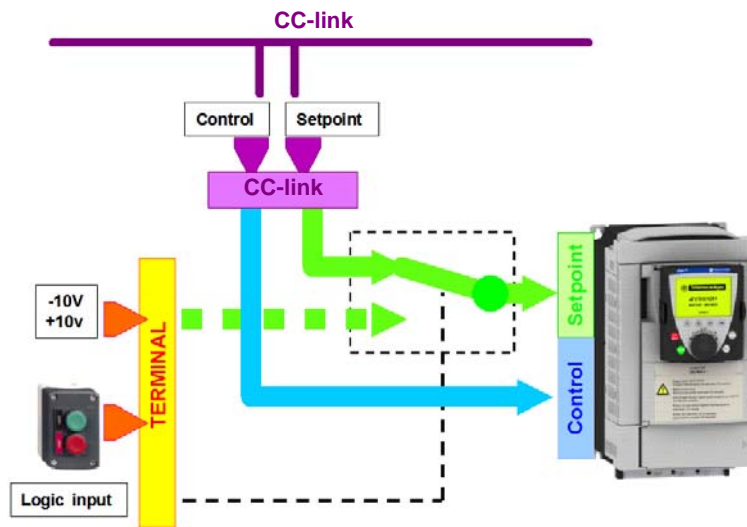 CC-link
Control
Setpoint
CC-link
-10V
+10v
TERMINAL
Setpoint
Control
Logic input